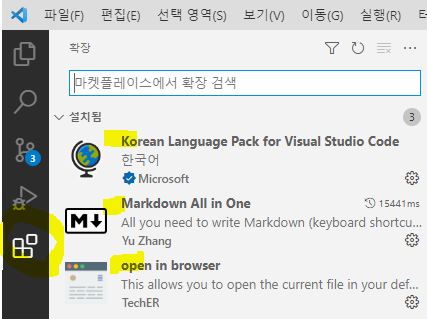 파일(F) 편집(E) 선택 영역(S) 보기(V) 이동(G) 실행(R) 터
확장
마켓플레이스에서 확장 검색
설치됨 3
Korean Language Pack for Visual Studio Code
한국어
Microsoft
3
Markdown All in One 15441ms
M
All you need to write Markdown (keyboard shortcu...
Yu Zhang
open in browser
This allows you to open the current file in your def...
TechER